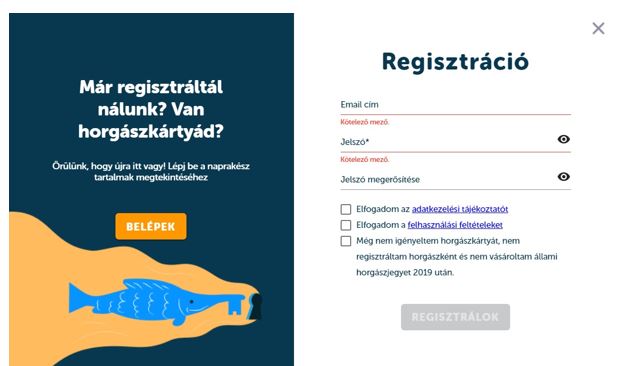 Már regisztráltál
nálunk? Van
horgászkártyád?
Örülünk, hogy újra itt vagy! Lépj be a naprakész
tartalmak megtekintéséhez
BELÉPEK
Regisztráció
Email cím
Kötelező mező.
Jelszó*
Kötelező mező.
Jelszó megerősítése
Elfogadom az adatkezelési tájékoztatót
Elfogadom a felhasználási feltételeket
Még nem igényeltem horgászkártyát, nem
regisztráltam horgászként és nem vásároltam állami
horgászjegyet 2019 után.
REGISZTRÁLOK